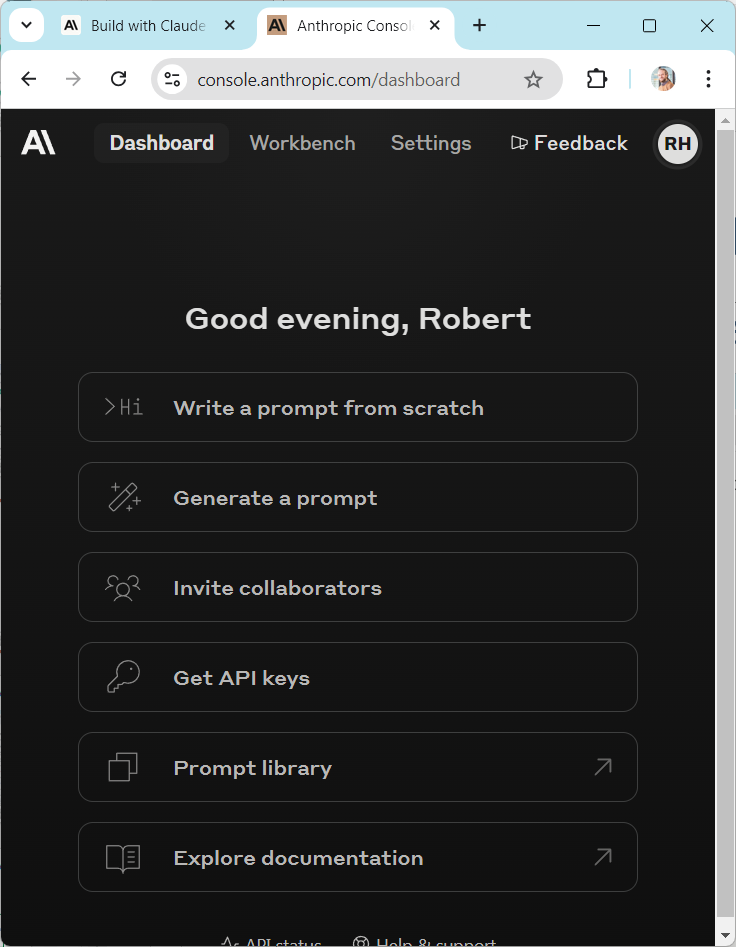 Build with Claude
Anthropic Consol
console.anthropic.com/dashboard
A\ Dashboard Workbench Settings Feedback RH
Good evening, Robert
>Hi Write a prompt from scratch
Generate a prompt
Invite collaborators
Get API keys
Prompt library
Explore documentation
API status Help & support